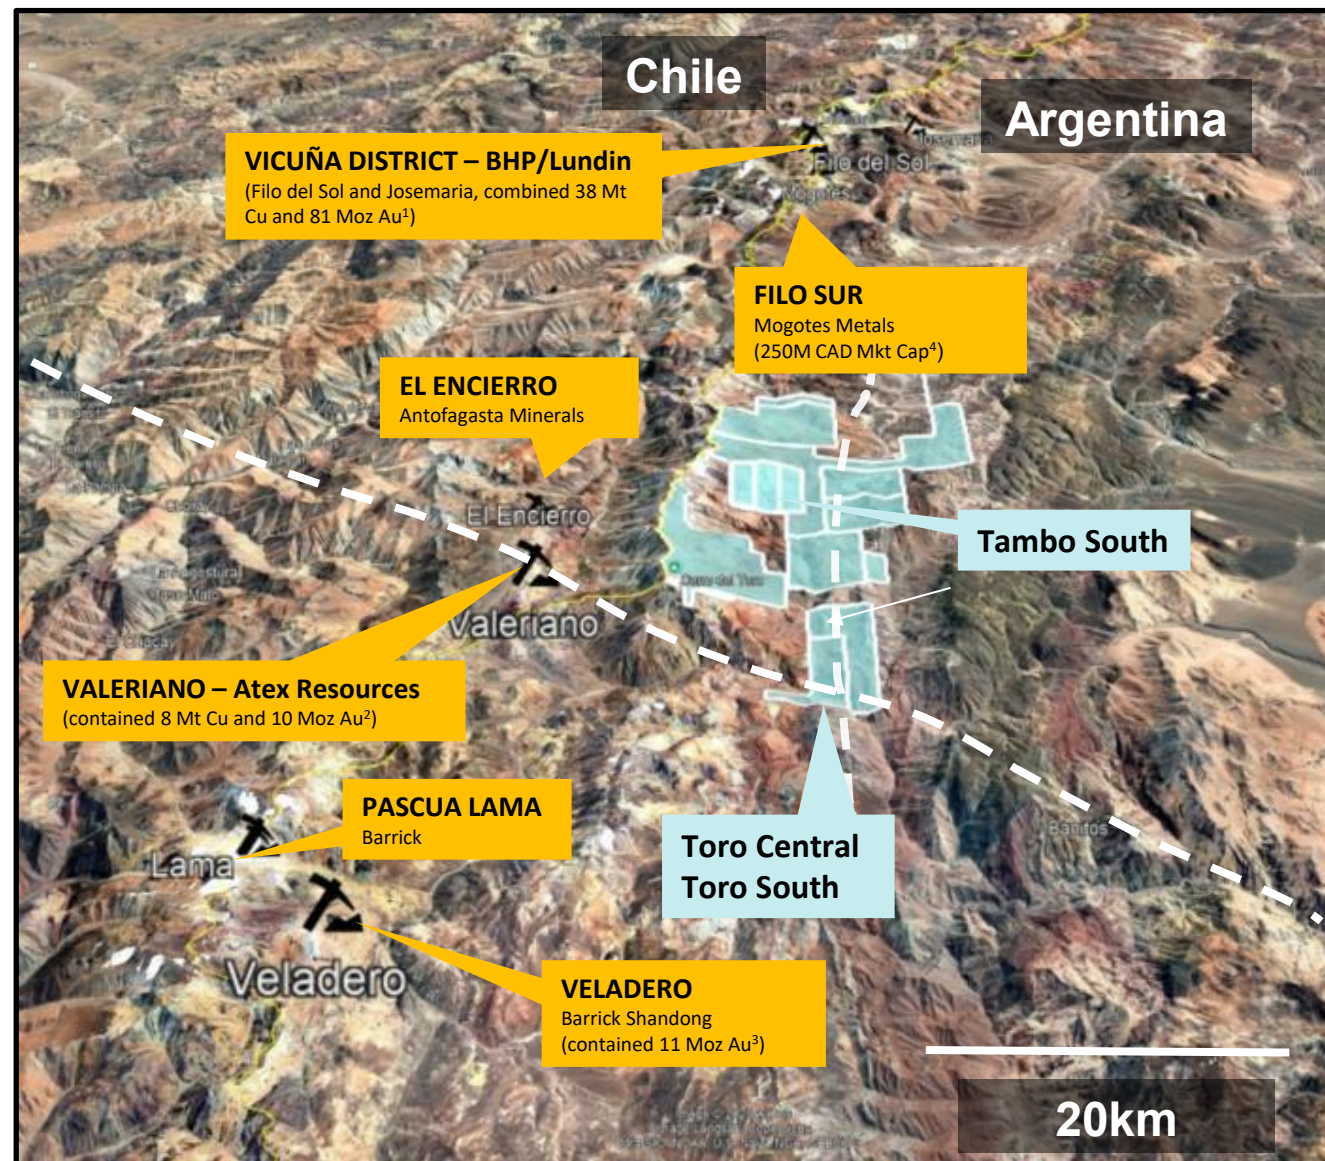 Chile
Argentina
VICUÑA DISTRICT – BHP/Lundin
(Filo del Sol and Josemaria, combined 38 Mt
Cu and 81 Moz Au1)
Filo del Sol
Mogotes
FILO SUR
Mogotes Metals
(250M CAD Mkt Cap4)
EL ENCIERRO
Antofagasta Minerals
El Encierro
Tambo South
Valeriano
VALERIANO – Atex Resources
(contained 8 Mt Cu and 10 Moz Au2)
PASCUA LAMA
Barrick
Lama
Toro Central
Toro South
Veladero
VELADERO
Barrick Shandong
(contained 11 Moz Au3)
20km